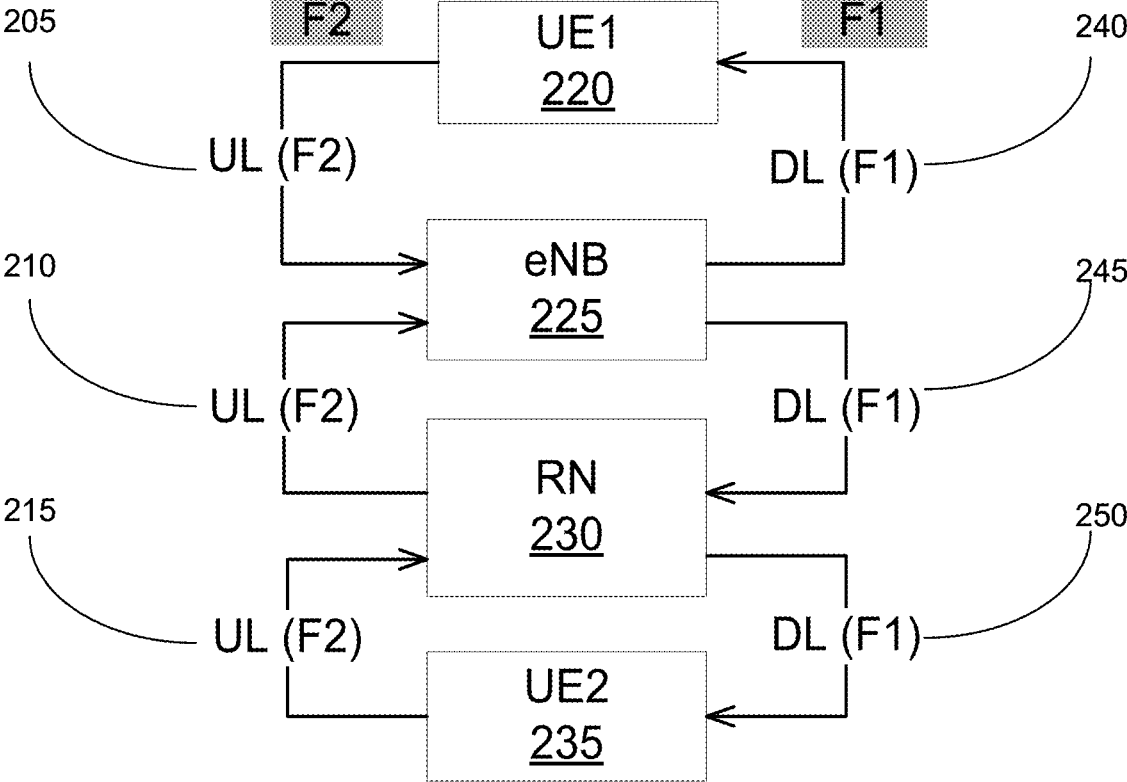 205
F2
UE1
F1
240
220
UL (F2)
DL (F1)
210
eNB
245
225
UL (F2)
DL (F1)
215
RN
250
230
UL (F2)
DL (F1)
UE2
235